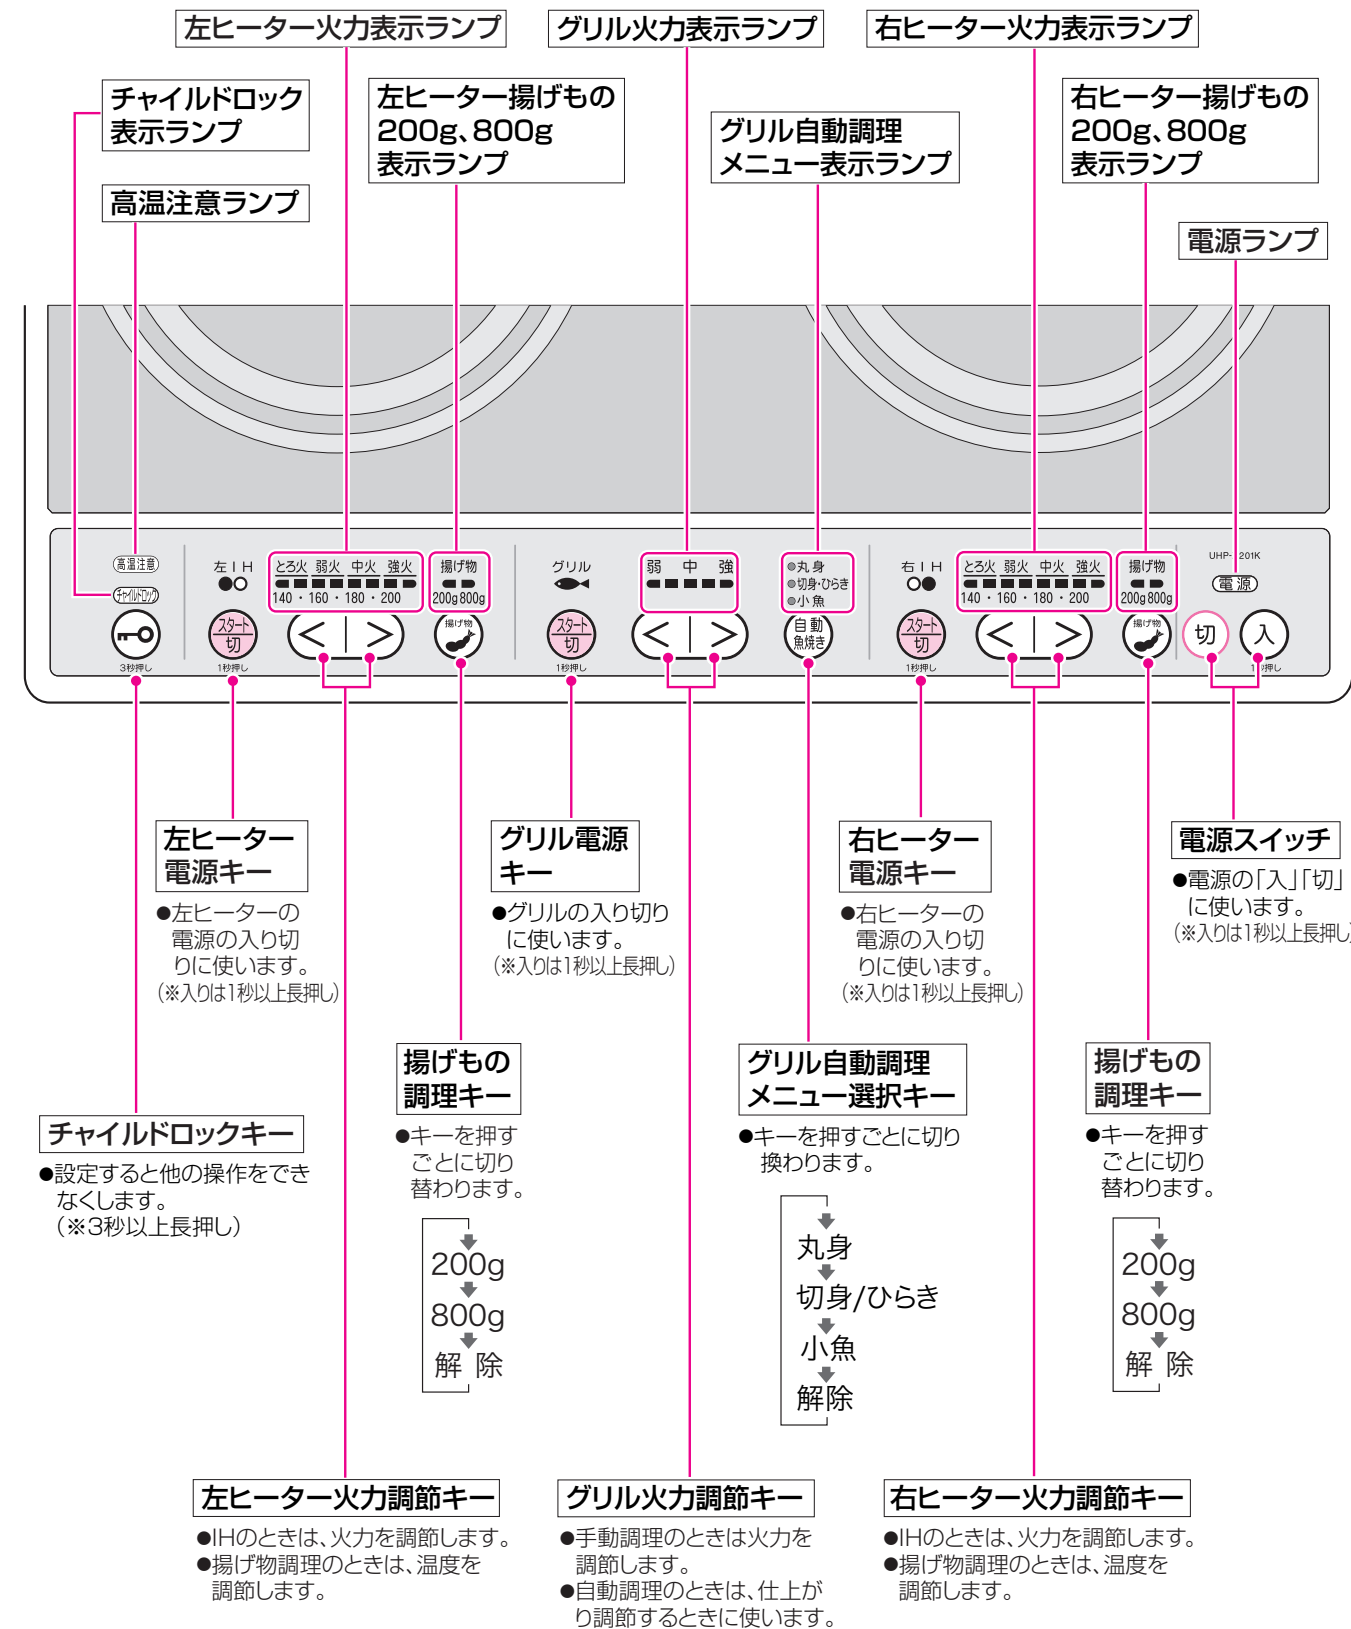 左ヒーター火力表示ランプ
グリル火力表示ランプ
右ヒーター火力表示ランプ
チャイルドロック
表示ランプ
左ヒーター揚げもの
200g、800g
表示ランプ
グリル自動調理
メニュー表示ランプ
右ヒーター揚げもの
200g、800g
表示ランプ
高温注意ランプ
電源ランプ
高温注意
チャイルドロック
3秒押し
左IH
スタート
切
1秒押し
とろ火 弱火 中火 強火
140・160・180・200
< >
揚げ物
200g 800g
揚げ物
グリル
スタート
切
1秒押し
弱 中 強
< >
●丸身
●切身・ひらき
●小魚
自動
魚焼き
右IH
スタート
切
1秒押し
とろ火 弱火 中火 強火
140・160・180・200
< >
揚げ物
200g 800g
揚げ物
電源
切
入
左ヒーター
電源キー
●左ヒーターの
電源の入り切
りに使います。
(※入りは1秒以上長押し)
グリル電源
キー
●グリルの入り切り
に使います。
(※入りは1秒以上長押し)
右ヒーター
電源キー
●右ヒーターの
電源の入り切
りに使います。
(※入りは1秒以上長押し)
電源スイッチ
●電源の「入」「切」
に使います。
(※入りは1秒以上長押し)
チャイルドロックキー
●設定すると他の操作をでき
なくします。
(※3秒以上長押し)
揚げもの
調理キー
●キーを押す
ごとに切り
替わります。
200g
800g
解 除
グリル自動調理
メニュー選択キー
●キーを押すごとに切り
換わります。
丸身
切身/ひらき
小魚
解除
揚げもの
調理キー
●キーを押す
ごとに切り
替わります。
200g
800g
解 除
左ヒーター火力調節キー
●IHのときは、火力を調節します。
●揚げ物調理のときは、温度を
調節します。
グリル火力調節キー
●手動調理のときは火力を
調節します。
●自動調理のときは、仕上が
り調節するときに使います。
右ヒーター火力調節キー
●IHのときは、火力を調節します。
●揚げ物調理のときは、温度を
調節します。